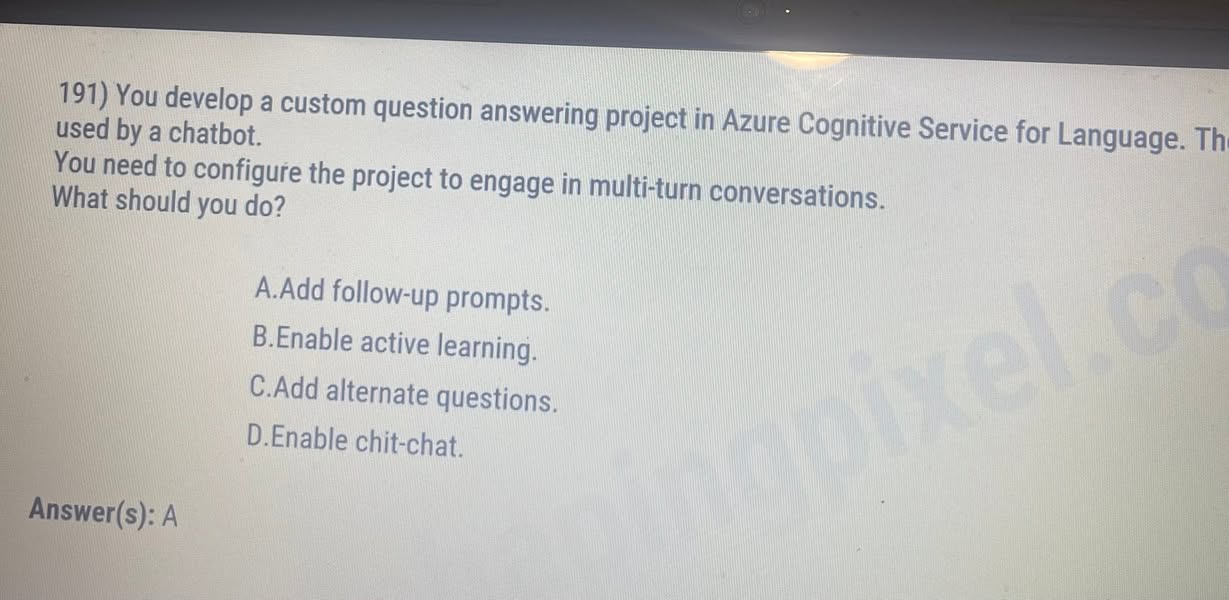 191) You develop a custom question answering project in Azure Cognitive Service for Language. Th
used by a chatbot.
You need to configure the project to engage in multi-turn conversations.
What should you do?
A.Add follow-up prompts.
B.Enable active learning.
C.Add alternate questions.
D.Enable chit-chat.
Answer(s): A
pixel.co